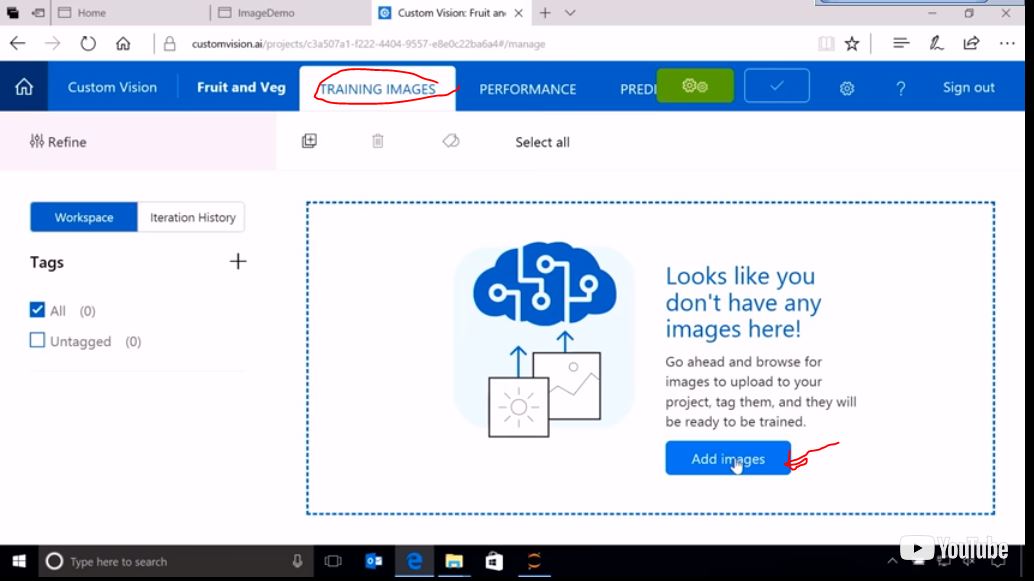 Home
ImageDemo
Custom Vision: Fruit an
customvision.ai/projects/c3a507a1-f222-4404-9557-e8e0c22ba6a4#/manage
Custom Vision
Fruit and Veg
TRAINING IMAGES
PERFORMANCE
PREDI
?
Sign out
Refine
Select all
Workspace
Iteration History
Tags
All (0)
Untagged (0)
Looks like you
don't have any
images here!
Go ahead and browse for
images to upload to your
project, tag them, and they will
be ready to be trained.
Add images
Type here to search
YouTube